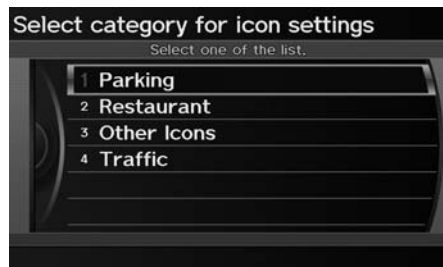 Select category for icon settings
Select one of the list.
1 Parking
2 Restaurant
3 Other Icons
4 Traffic